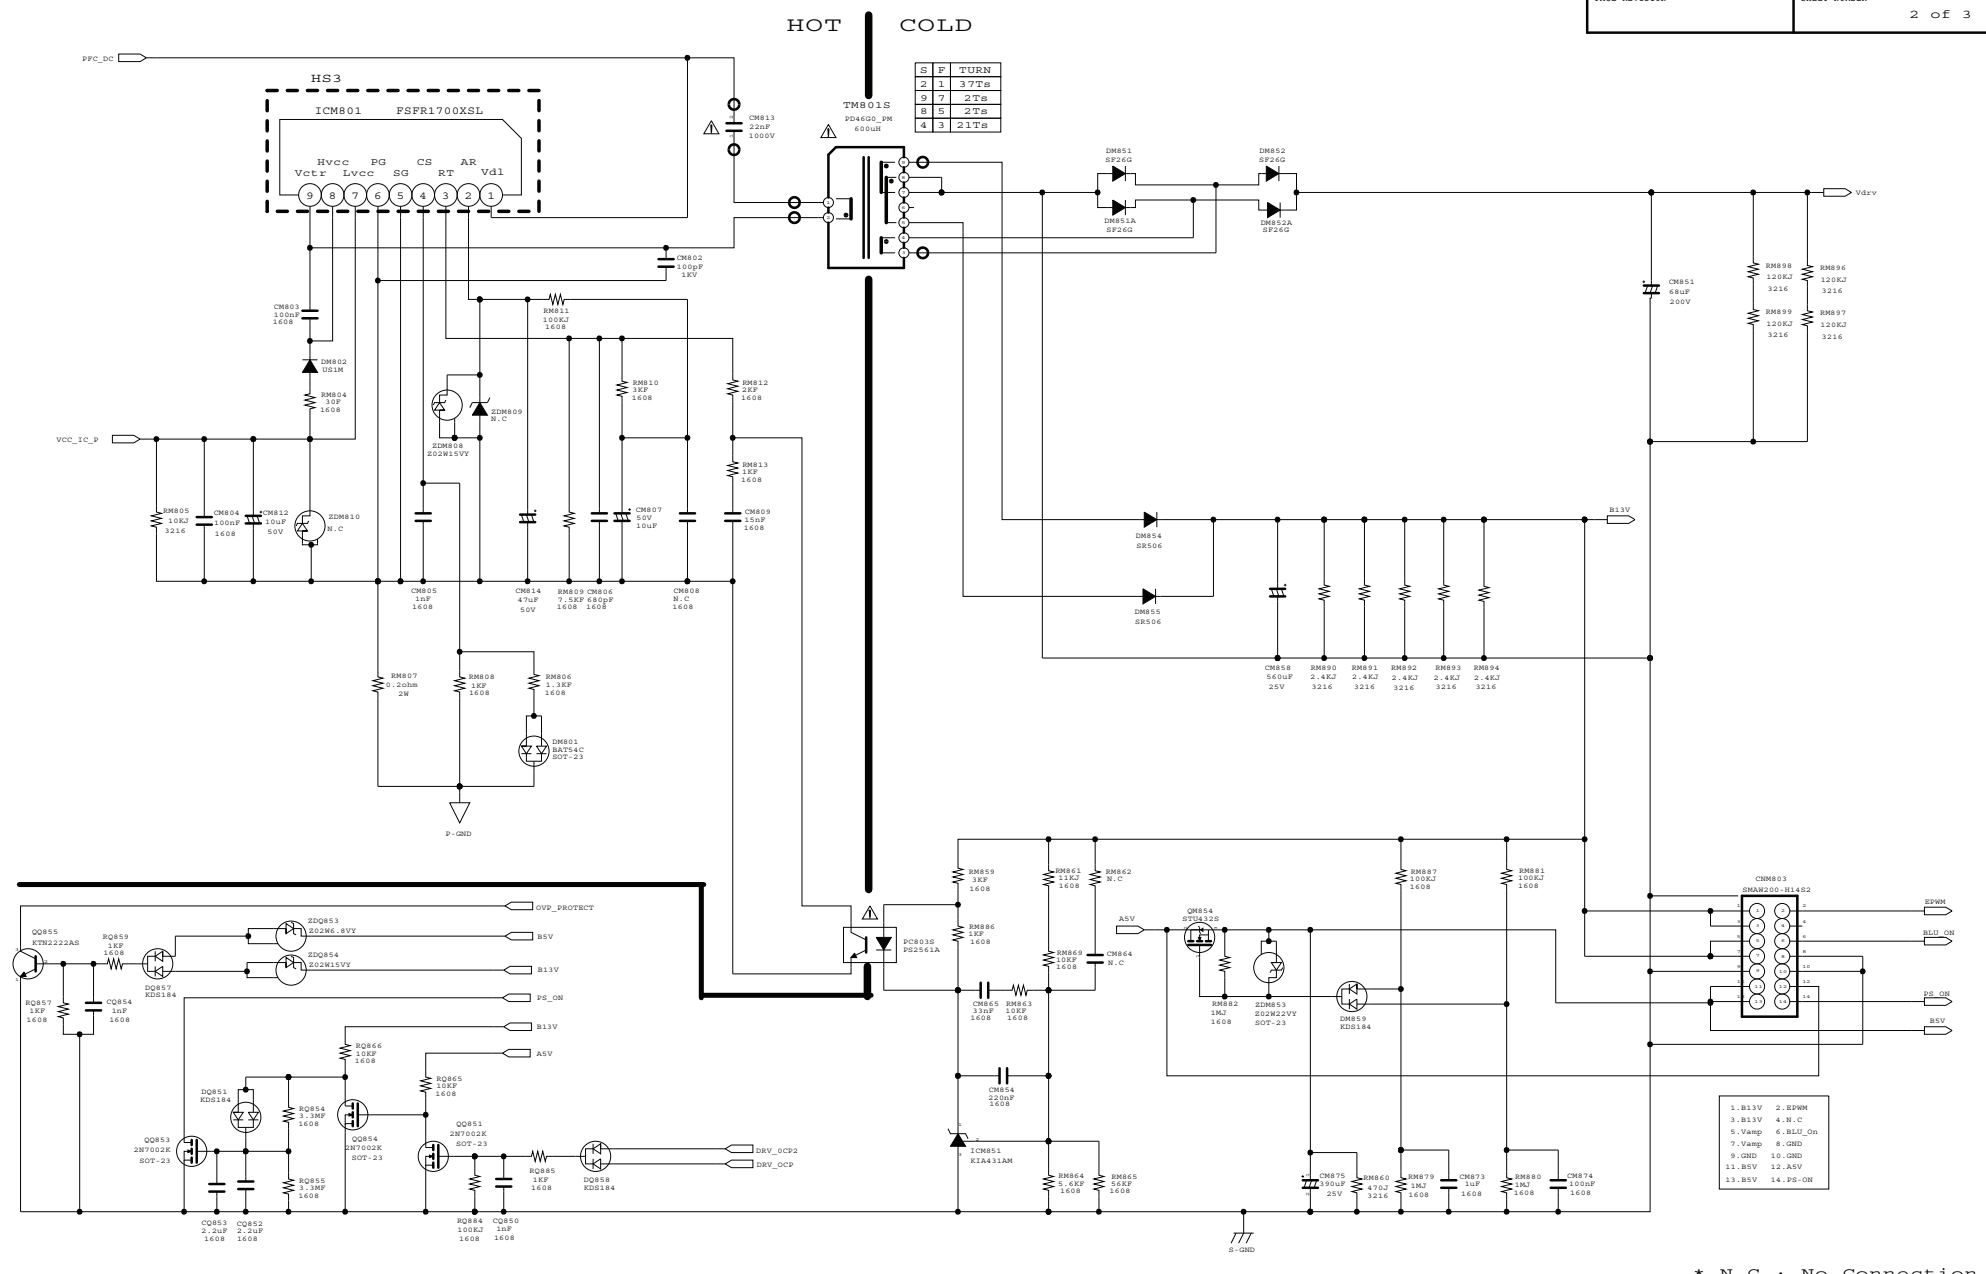 2 of 3
HOT
COLD
PFC_DC
HS3
ICM801 FSFR1700XSL
Hvcc PG CS AR
Vctr Lvcc SG RT Vdl
9 8 7 6 5 4 3 2 1
CM813
22nF
1000V
TM801S
PD46G0_PM
600uH
S F TURN
2 1 37Ts
9 7 2Ts
8 5 2Ts
4 3 21Ts
DM851
SF26G
DM852
SF26G
DM851A
SF26G
DM852A
SF26G
Vdrv
CM802
100pF
1KV
CM803
100nF
1608
RM811
100KJ
1608
DM802
US1M
RM804
30F
1608
VCC_IC_P
ZDM809
N.C
ZDM808
Z02W15VY
RM810
3KF
1608
RM812
2KF
1608
RM813
1KF
1608
RM805
10KJ
3216
CM804
100nF
1608
CM812
10uF
50V
ZDM810
N.C
CM807
50V
10uF
CM809
15nF
1608
CM805
1nF
1608
CM814
47uF
50V
RM809
7.5KF
1608
CM806
680pF
1608
CM808
N.C
1608
RM807
0.2ohm
2W
RM808
1KF
1608
RM806
1.3KF
1608
DM801
BAT54C
SOT-23
P-GND
CM851
68uF
200V
RM898
120KJ
3216
RM896
120KJ
3216
RM899
120KJ
3216
RM897
120KJ
3216
B13V
DM854
SR506
DM855
SR506
CM858
560uF
25V
RM890
2.4KJ
3216
RM891
2.4KJ
3216
RM892
2.4KJ
3216
RM893
2.4KJ
3216
RM894
2.4KJ
3216
OVP_PROTECT
B5V
B13V
PS_ON
B13V
A5V
QQ855
KTN2222AS
RQ859
1KF
1608
ZDQ853
Z02W6.8VY
ZDQ854
Z02W15VY
DQ857
KDS184
RQ857
1KF
1608
CQ854
1nF
1608
RQ866
10KF
1608
RQ865
10KF
1608
DQ851
KDS184
RQ854
3.3MF
1608
QQ853
2N7002K
SOT-23
QQ854
2N7002K
SOT-23
QQ851
2N7002K
SOT-23
RQ855
3.3MF
1608
CQ853
2.2uF
1608
CQ852
2.2uF
1608
RQ884
100KJ
1608
CQ850
1nF
1608
RQ885
1KF
1608
DQ858
KDS184
DRV_0CP2
DRV_OCP
PC803S
PS2561A
RM859
3KF
1608
RM886
1KF
1608
RM861
11KJ
1608
RM862
N.C
RM869
10KF
1608
CM864
N.C
CM865
33nF
1608
RM863
10KF
1608
CM854
220nF
1608
ICM851
KIA431AM
RM864
5.6KF
1608
RM865
56KF
1608
A5V
QM854
STU432S
RM882
1MJ
1608
ZDM853
Z02W22VY
SOT-23
DM859
KDS184
RM887
100KJ
1608
RM881
100KJ
1608
CM875
390uF
25V
RM860
470J
3216
RM879
1MJ
1608
CM873
1uF
1608
RM880
1MJ
1608
CM874
100nF
1608
S-GND
CNM803
SMAW200-H14S2
EPWM
BLU_ON
PS_ON
B5V
1.B13V 2.EPWM
3.B13V 4.N.C
5.Vamp 6.BLU_On
7.Vamp 8.GND
9.GND 10.GND
11.B5V 12.A5V
13.B5V 14.PS-ON
* N.C : No Connection